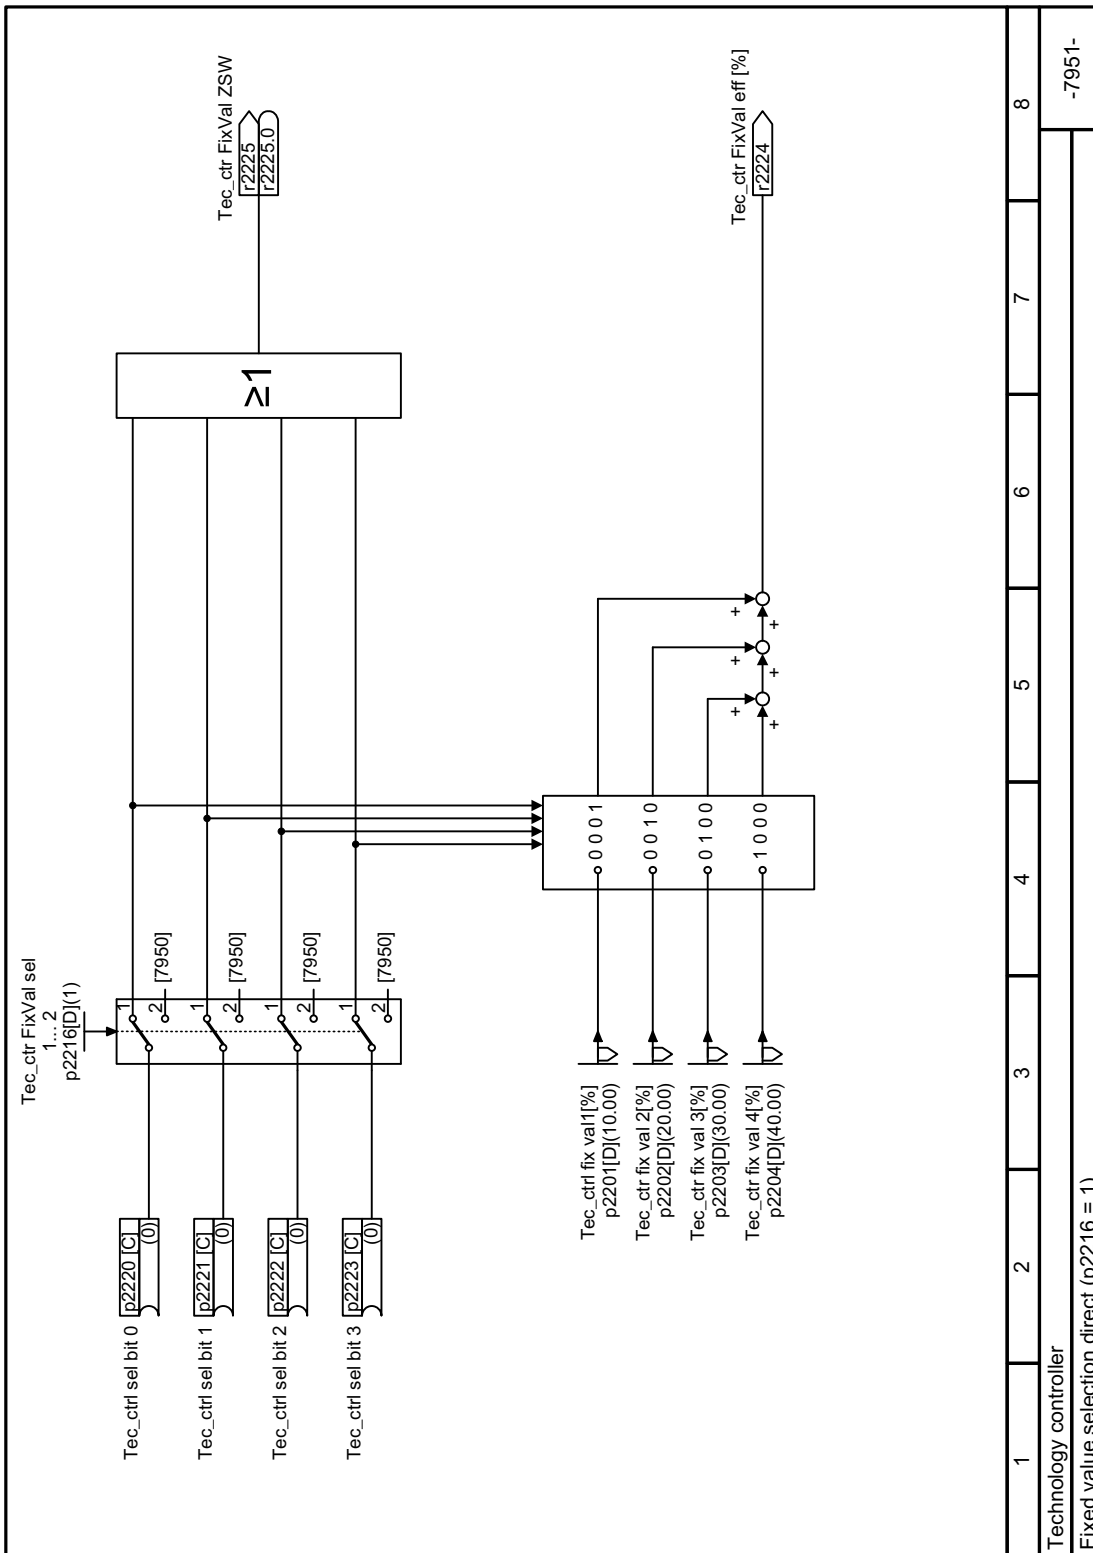 Tec_ctr FixVal sel
1... 2
p2216[D](1)
Tec_ctrl sel bit 0
p2220 [C]
(0)
1
2
[7950]
Tec_ctrl sel bit 1
p2221 [C]
(0)
1
2
[7950]
Tec_ctrl sel bit 2
p2222 [C]
(0)
1
2
[7950]
Tec_ctrl sel bit 3
p2223 [C]
(0)
1
2
[7950]
≥1
Tec_ctr FixVal ZSW
r2225
r2225.0
Tec_ctrl fix val1[%]
p2201[D](10.00)
0 0 0 1
Tec_ctr fix val 2[%]
p2202[D](20.00)
0 0 1 0
Tec_ctr fix val 3[%]
p2203[D](30.00)
0 1 0 0
Tec_ctr fix val 4[%]
p2204[D](40.00)
1 0 0 0
+
+
+
+
+
+
Tec_ctr FixVal eff [%]
r2224
1 2 3 4 5 6 7 8
Technology controller
Fixed value selection direct (p2216 = 1)
-7951-